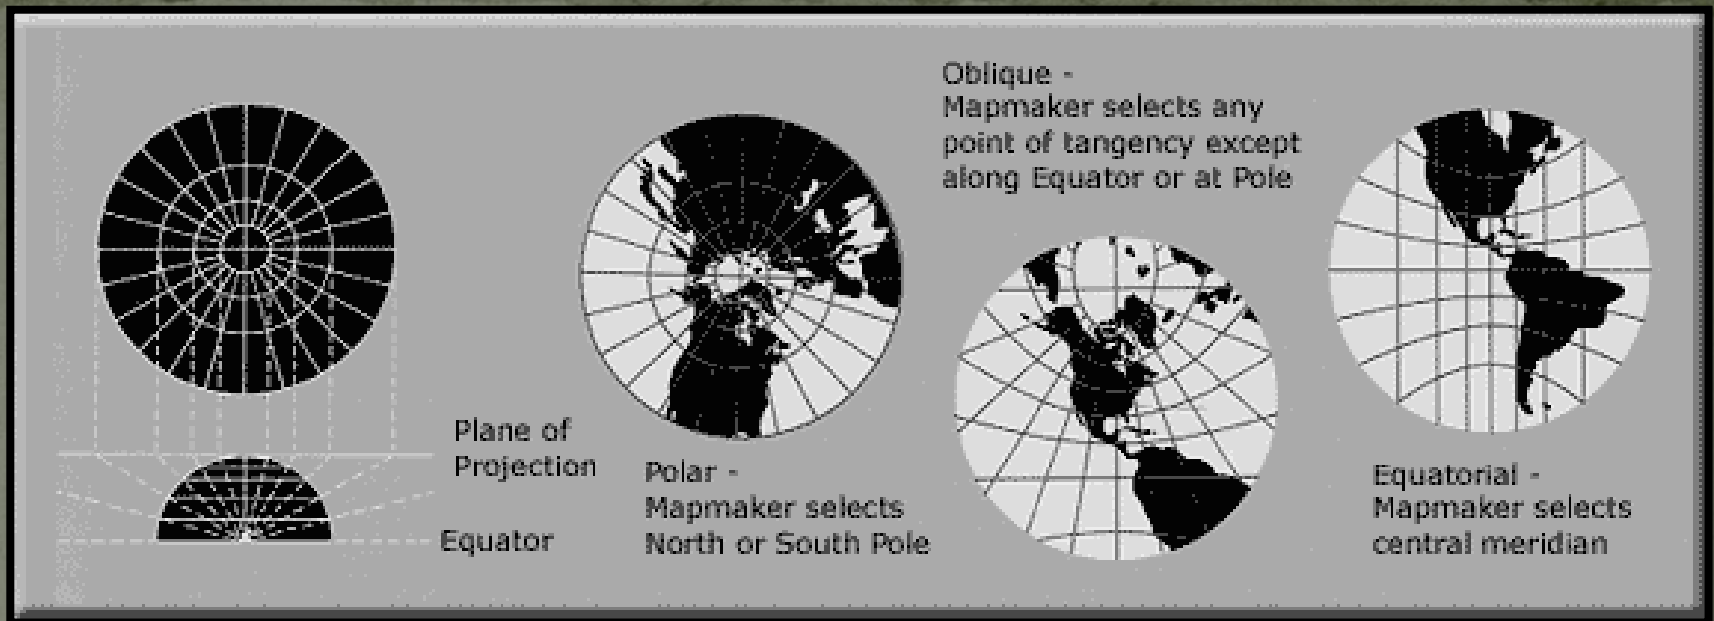 Plane of
Projection
Equator
Polar -
Mapmaker selects
North or South Pole
Oblique -
Mapmaker selects any
point of tangency except
along Equator or at Pole
Equatorial -
Mapmaker selects
central meridian